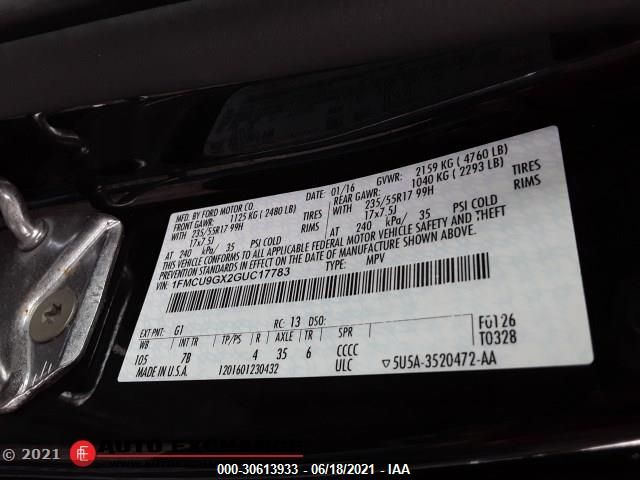 MFD. BY FORD MOTOR CO.
DATE: 01/16
GVWR: 2159 KG ( 4760 LB)
FRONT GAWR: 1125 KG ( 2480 LB)
REAR GAWR: 1040 KG ( 2293 LB)
WITH 235/55R17 99H TIRES
WITH 235/55R17 99H TIRES
17x7.5J RIMS
17x7.5J RIMS
AT 240 kPa/ 35 PSI COLD
AT 240 kPa/ 35 PSI COLD
THIS VEHICLE CONFORMS TO ALL APPLICABLE FEDERAL MOTOR VEHICLE SAFETY AND THEFT
PREVENTION STANDARDS IN EFFECT ON THE DATE OF MANUFACTURE SHOWN ABOVE.
VIN: 1FMCU9GX2GUC17783
TYPE: MPV
EXT PNT: G1 RC: 13 DSO: F0126
WB INT TR TP/PS R AXLE TR SPR T0328
105 7B 4 35 6 CCCC
MADE IN U.S.A. 1201601230432 ULC ▽5U5A-3520472-AA
© 2021 AUTO EXCHANGE
000-30613933 - 06/18/2021 - IAA